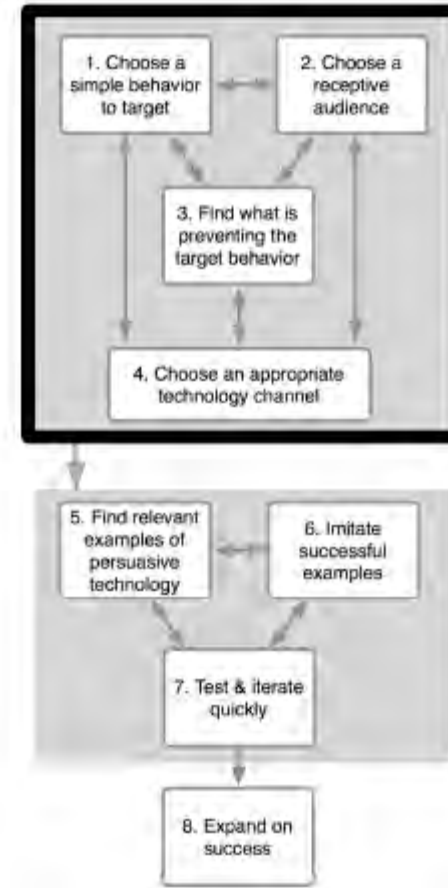 1. Choose a
simple behavior
to target
2. Choose a
receptive
audience
3. Find what is
preventing the
target behavior
4. Choose an appropriate
technology channel
5. Find relevant
examples of
persuasive
technology
6. Imitate
successful
examples
7. Test & iterate
quickly
8. Expand on
success